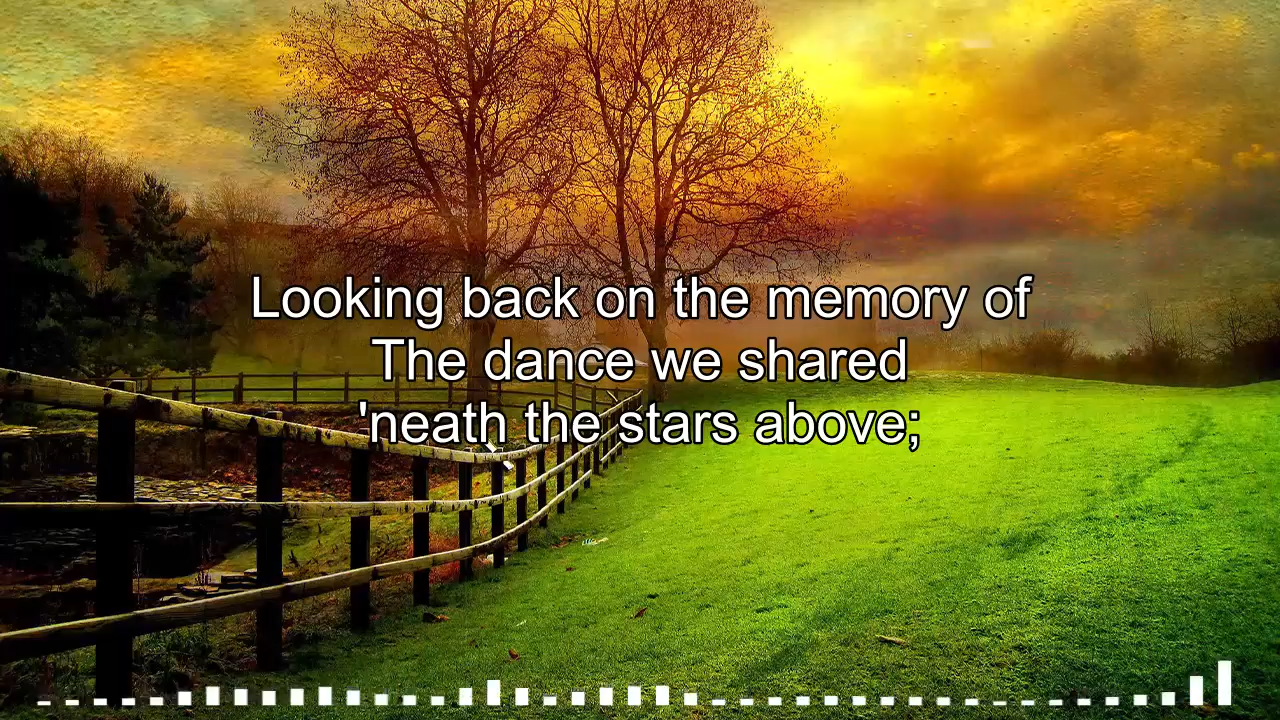 Looking back on the memory of
The dance we shared
'neath the stars above;